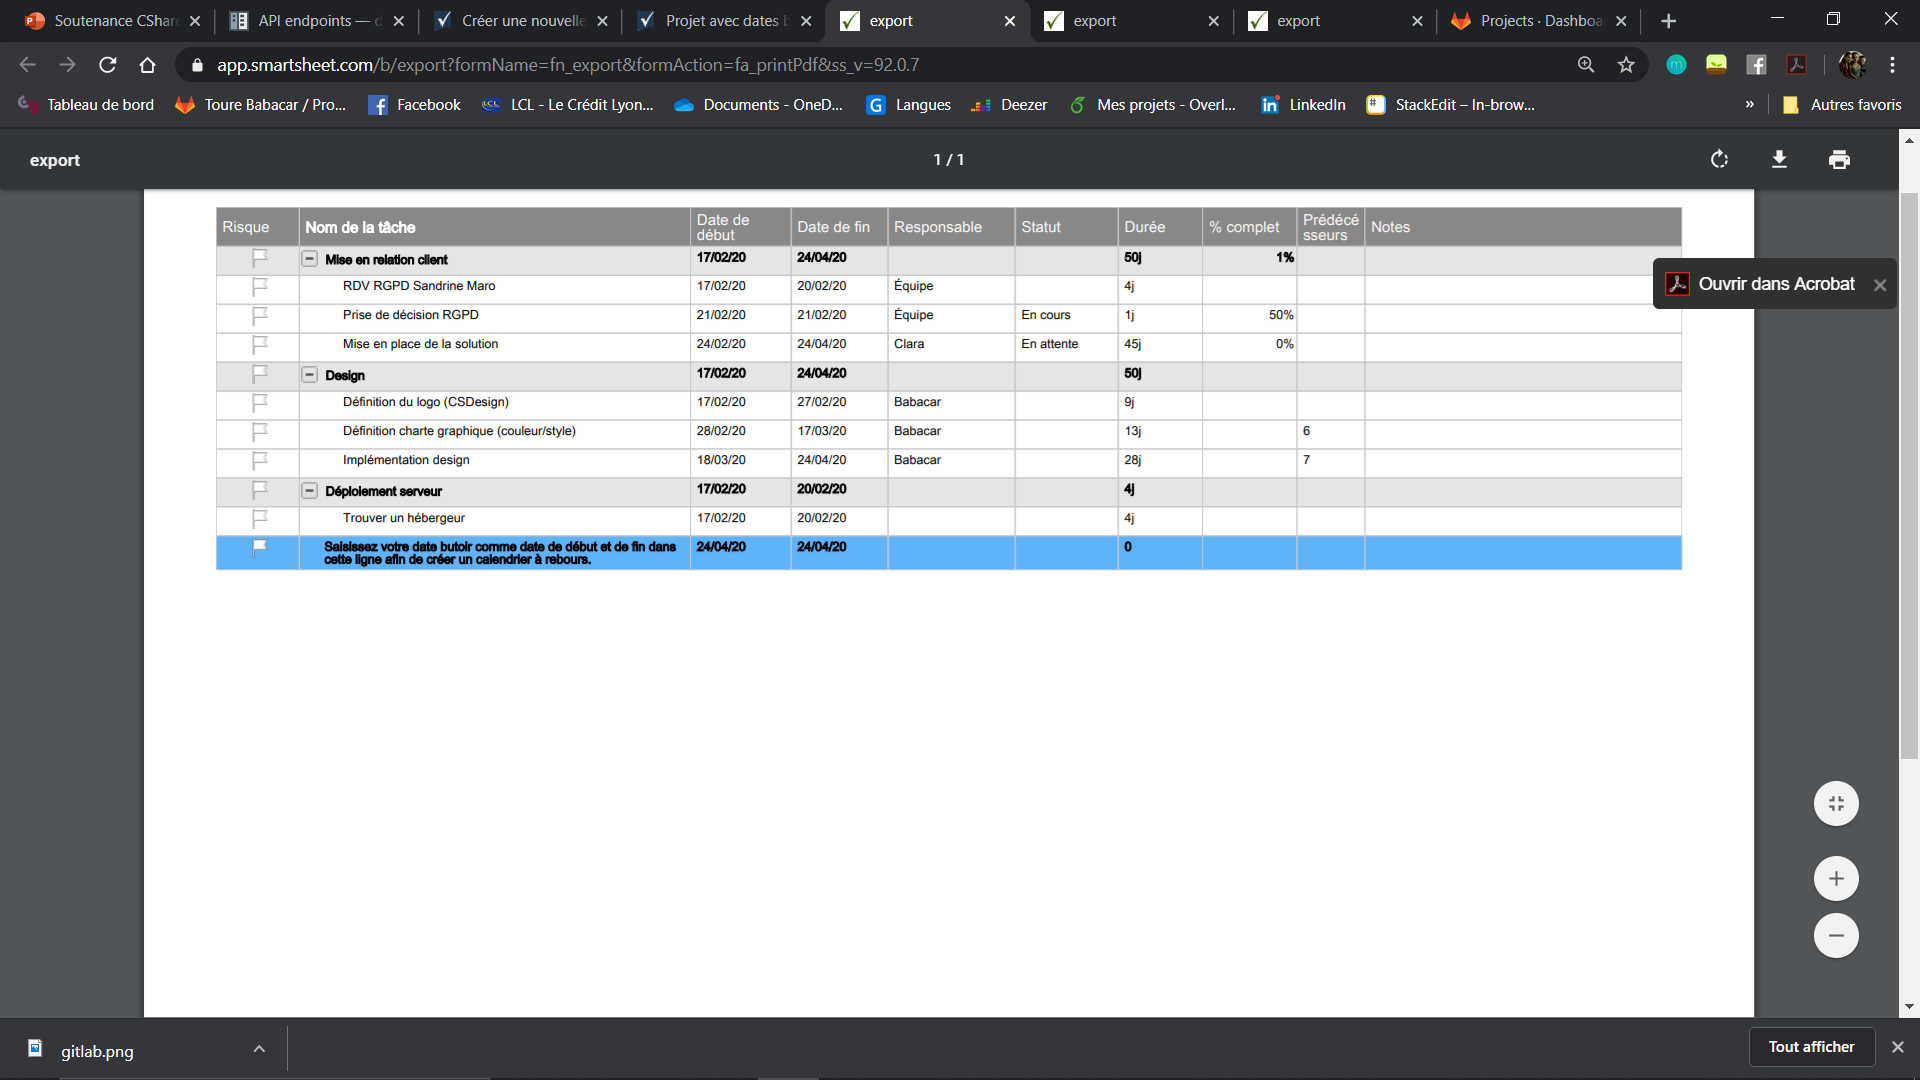 Soutenance CShar
API endpoints — d
Créer une nouvelle
Projet avec dates b
export
export
export
Projects · Dashboa
app.smartsheet.com/b/export?formName=fn_export&formAction=fa_printPdf&ss_v=92.0.7
Tableau de bord
Toure Babacar / Pro...
Facebook
LCL - Le Crédit Lyon...
Documents - OneD...
Langues
Deezer
Mes projets - Overl...
LinkedIn
StackEdit – In-brow...
»
Autres favoris
export
1 / 1
Risque Nom de la tâche Date de début Date de fin Responsable Statut Durée % complet Prédécesseurs Notes
Mise en relation client 17/02/20 24/04/20 50j 1%
RDV RGPD Sandrine Maro 17/02/20 20/02/20 Équipe 4j
Prise de décision RGPD 21/02/20 21/02/20 Équipe En cours 1j 50%
Mise en place de la solution 24/02/20 24/04/20 Clara En attente 45j 0%
Design 17/02/20 24/04/20 50j
Définition du logo (CSDesign) 17/02/20 27/02/20 Babacar 9j
Définition charte graphique (couleur/style) 28/02/20 17/03/20 Babacar 13j 6
Implémentation design 18/03/20 24/04/20 Babacar 28j 7
Déploiement serveur 17/02/20 20/02/20 4j
Trouver un hébergeur 17/02/20 20/02/20 4j
Saisissez votre date butoir comme date de début et de fin dans 24/04/20 24/04/20 0
cette ligne afin de créer un calendrier à rebours.
Ouvrir dans Acrobat
gitlab.png
Tout afficher